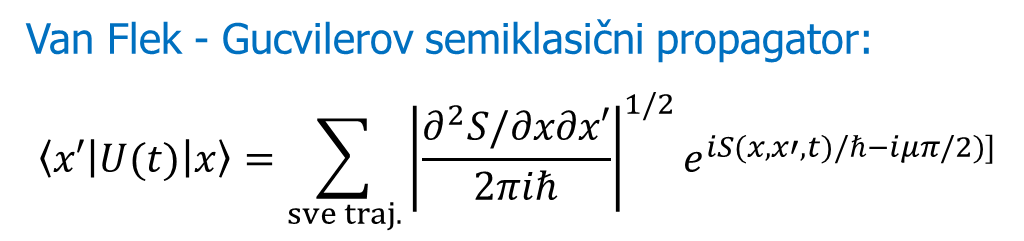 Van Flek - Gucvilerov semiklasični propagator:
⟨x′|U(t)|x⟩ = ∑ sve traj. |∂²S/∂x∂x′ / 2πiℏ|^1/2 e^iS(x,x′,t)/ℏ−iμπ/2)]